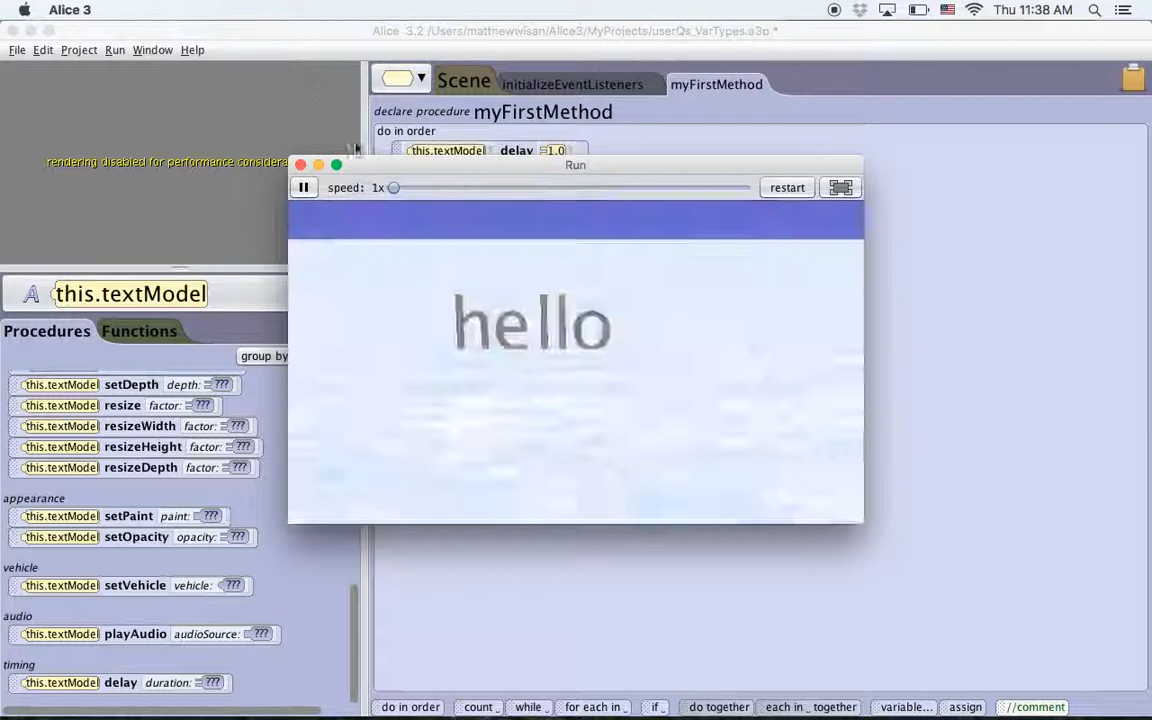 Alice 3
Thu 11:38 AM
Alice 3.2 /Users/matthewwisan/Alice3/MyProjects/userQs_VarTypes.a3p *
File Edit Project Run Window Help
Scene initializeEventListeners myFirstMethod
declare procedure myFirstMethod
do in order
this.textModel delay 1.0
rendering disabled for performance considera
Run
speed: 1x restart
hello
this.textModel
Procedures Functions
group by
this.textModel setDepth depth: ???
this.textModel resize factor: ???
this.textModel resizeWidth factor: ???
this.textModel resizeHeight factor: ???
this.textModel resizeDepth factor: ???
appearance
this.textModel setPaint paint: ???
this.textModel setOpacity opacity: ???
vehicle
this.textModel setVehicle vehicle: ???
audio
this.textModel playAudio audioSource: ???
timing
this.textModel delay duration: ???
do in order count while for each in if do together each in together variable... assign //comment